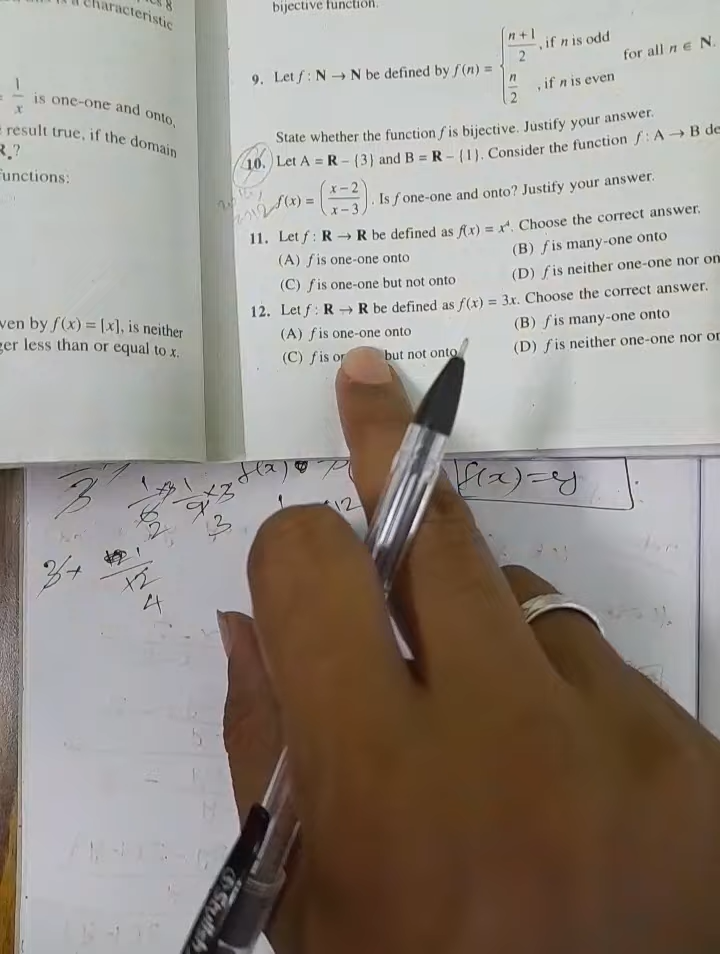 a characteristic
1/x is one-one and onto,
result true, if the domain
functions:
ven by f(x) = [x], is neither
ger less than or equal to x.
bijective function.
9. Let f : N → N be defined by f(n) = { (n+1)/2 , if n is odd
n/2 , if n is even
for all n ∈ N.
State whether the function f is bijective. Justify your answer.
10. Let A = R – {3} and B = R – {1}. Consider the function f : A → B de
f(x) = ((x–2)/(x–3)). Is f one-one and onto? Justify your answer.
11. Let f : R → R be defined as f(x) = x⁴. Choose the correct answer.
(A) f is one-one onto (B) f is many-one onto
(C) f is one-one but not onto (D) f is neither one-one nor on
12. Let f : R → R be defined as f(x) = 3x. Choose the correct answer.
(A) f is one-one onto (B) f is many-one onto
(C) f is but not onto (D) f is neither one-one nor or
f(x)
f(x) = y